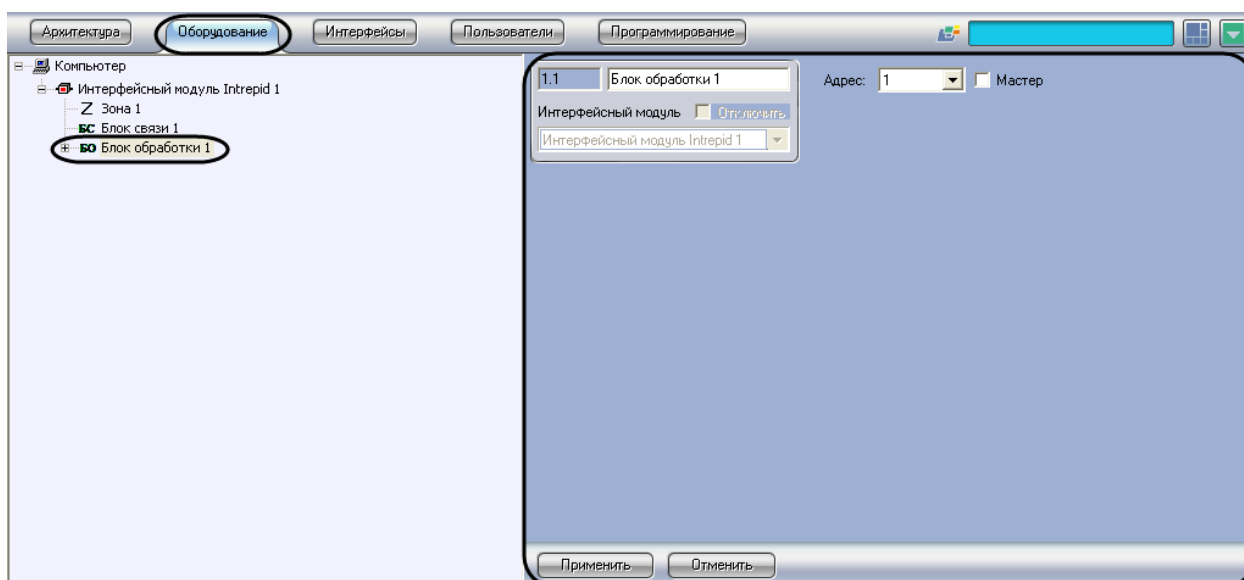 Архитектура Оборудование Интерфейсы Пользователи Программирование
Компьютер
Интерфейсный модуль Intrepid 1
Z Зона 1
БС Блок связи 1
БО Блок обработки 1
1.1 Блок обработки 1 Адрес: 1 Мастер
Интерфейсный модуль Отключить
Интерфейсный модуль Intrepid 1
Применить Отменить